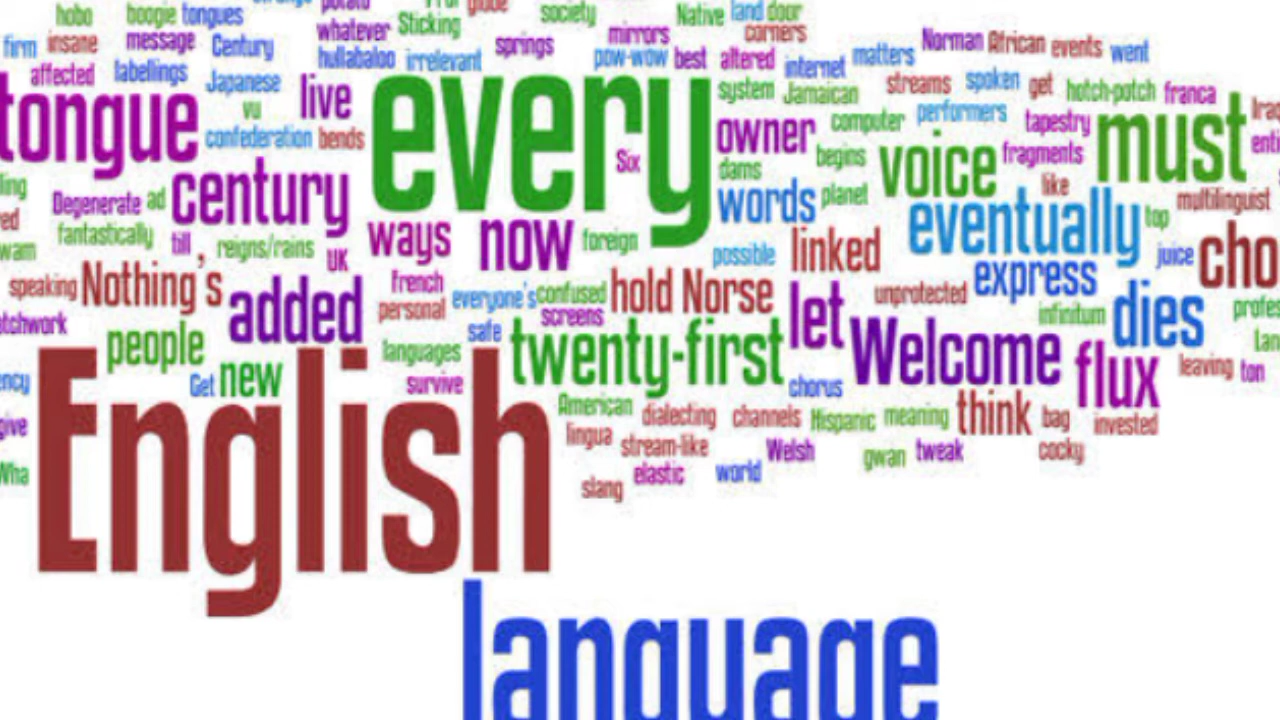 hobo boogie tongues potato globe society Native land door
whatever Sticking mirrors corners
firm insane message Century hullabaloo irrelevant springs pow-wow best altered internet matters Norman African events went
affected labellings Japanese live every system Jamaican streams spoken get hotch-potch franca
tongue vu confederation bends owner computer performers tapestry must
Six dams begins voice fragments
Degenerate ad century words planet like multilinguist
fantastically till , reigns/rains UK ways now foreign possible linked eventually top juice
speaking Nothing's French personal everyone's confused hold Norse unprotected express
added screens let infinitum dies
people safe languages twenty-first Welcome flux leaving ton
Get new survive chorus
English American dialecting channels Hispanic meaning think bag invested
lingua stream-like Welsh gwan tweak cocky
slang elastic world
language